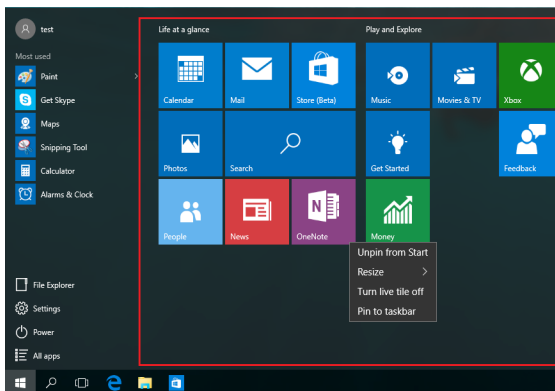 test
Most used
Paint
Get Skype
Maps
Snipping Tool
Calculator
Alarms & Clock
File Explorer
Settings
Power
All apps
Life at a glance
Calendar
Mail
Store (Beta)
Photos
Search
People
News
OneNote
Play and Explore
Music
Movies & TV
Xbox
Get Started
Feedback
Money
Unpin from Start
Resize
Turn live tile off
Pin to taskbar